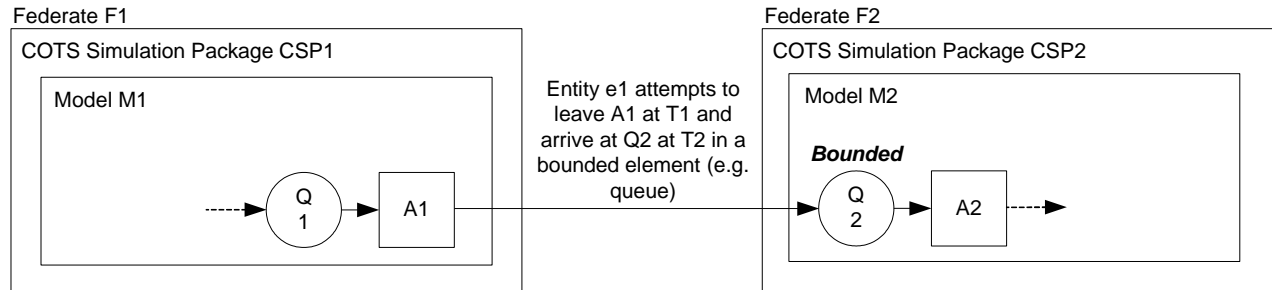 Federate F1
COTS Simulation Package CSP1
Model M1
Q
1
A1
Entity e1 attempts to
leave A1 at T1 and
arrive at Q2 at T2 in a
bounded element (e.g.
queue)
Federate F2
COTS Simulation Package CSP2
Model M2
Bounded
Q
2
A2